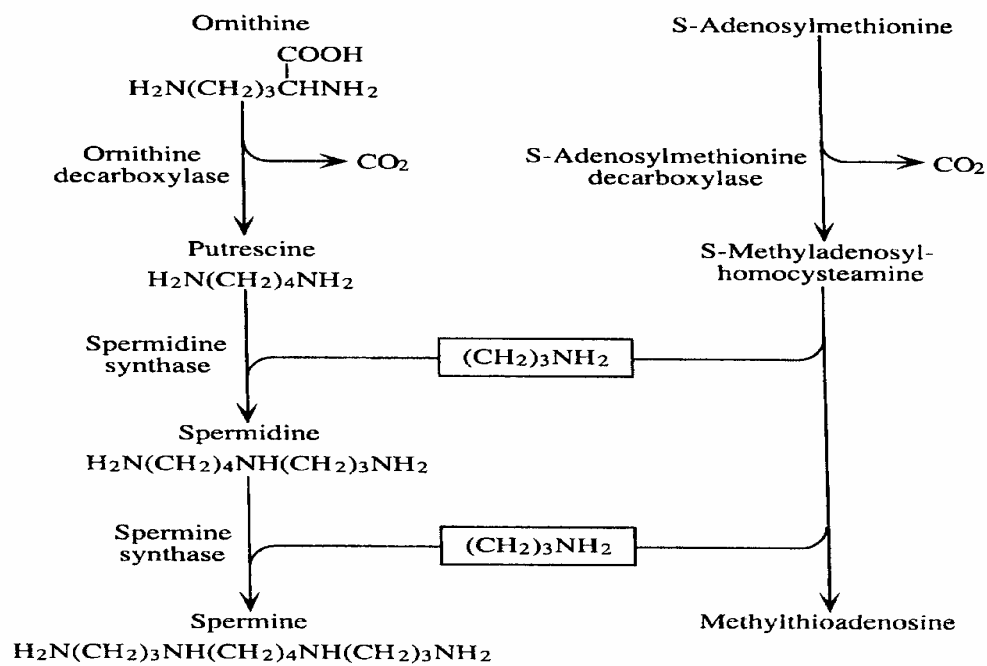 Ornithine
COOH
H2N(CH2)3CHNH2
Ornithine
decarboxylase
CO2
Putrescine
H2N(CH2)4NH2
Spermidine
synthase
(CH2)3NH2
Spermidine
H2N(CH2)4NH(CH2)3NH2
Spermine
synthase
(CH2)3NH2
Spermine
H2N(CH2)3NH(CH2)4NH(CH2)3NH2
S-Adenosylmethionine
S-Adenosylmethionine
decarboxylase
CO2
S-Methyladenosyl-
homocysteamine
Methylthioadenosine